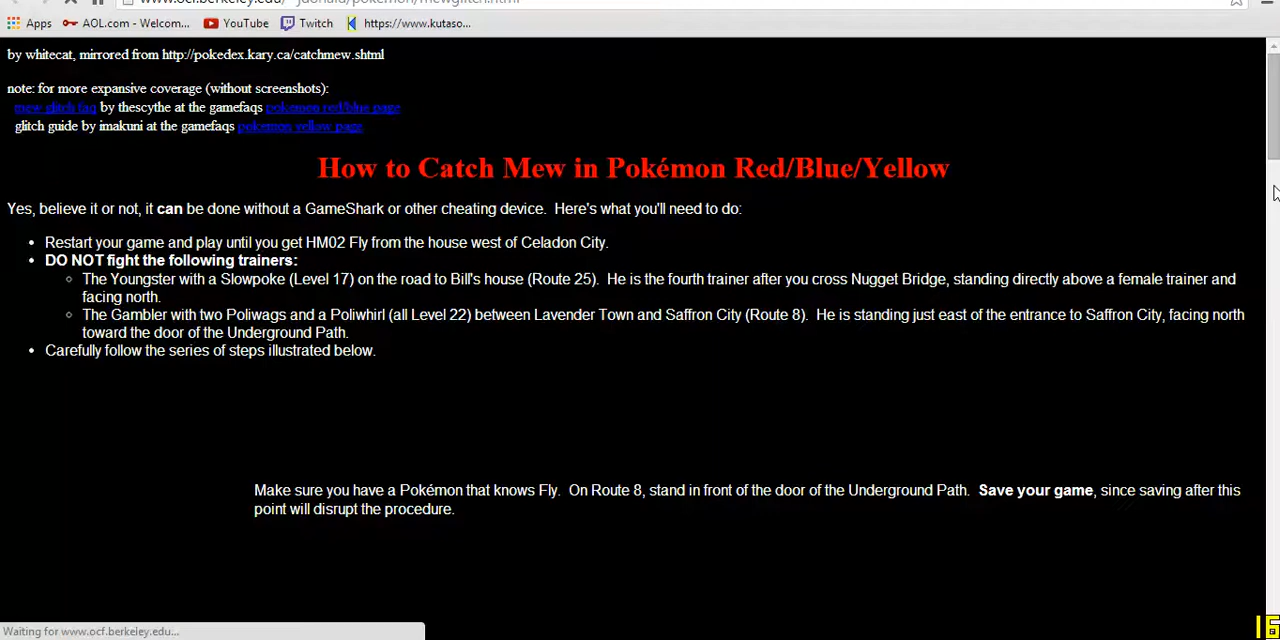 Apps AOL.com - Welcom... YouTube Twitch https://www.kutaso...
by whitecat, mirrored from http://pokedex.kary.ca/catchmew.shtml
note: for more expansive coverage (without screenshots):
mew glitch faq by thescythe at the gamefaqs pokemon red/blue page
glitch guide by imakuni at the gamefaqs pokemon yellow page
How to Catch Mew in Pokémon Red/Blue/Yellow
Yes, believe it or not, it can be done without a GameShark or other cheating device.  Here's what you'll need to do:
• Restart your game and play until you get HM02 Fly from the house west of Celadon City.
• DO NOT fight the following trainers:
◦ The Youngster with a Slowpoke (Level 17) on the road to Bill's house (Route 25).  He is the fourth trainer after you cross Nugget Bridge, standing directly above a female trainer and
facing north.
◦ The Gambler with two Poliwags and a Poliwhirl (all Level 22) between Lavender Town and Saffron City (Route 8).  He is standing just east of the entrance to Saffron City, facing north
toward the door of the Underground Path.
• Carefully follow the series of steps illustrated below.
Make sure you have a Pokémon that knows Fly.  On Route 8, stand in front of the door of the Underground Path.  Save your game, since saving after this
point will disrupt the procedure.
Waiting for www.ocf.berkeley.edu...